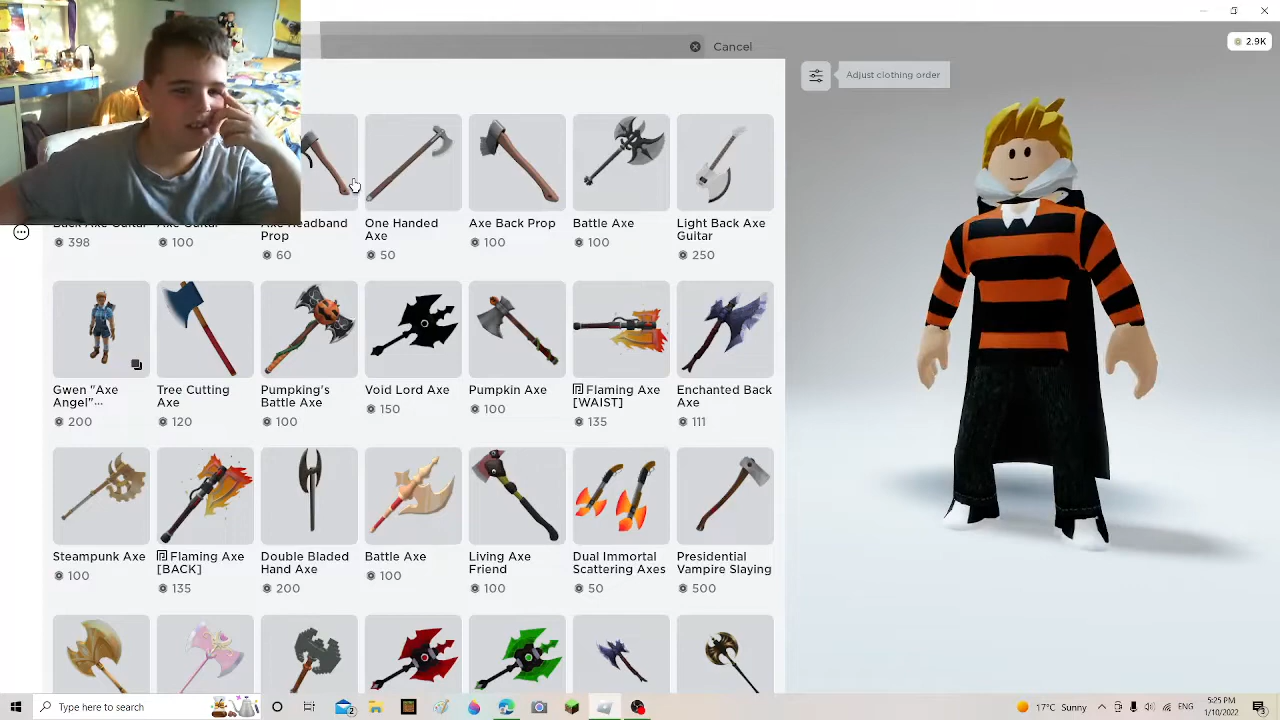 Cancel
2.9K
Adjust clothing order
Axe Headband Prop
One Handed Axe
Axe Back Prop
Battle Axe
Light Back Axe Guitar
398
100
60
50
100
100
250
Gwen "Axe Angel"...
Tree Cutting Axe
Pumpking's Battle Axe
Void Lord Axe
Pumpkin Axe
Flaming Axe [WAIST]
Enchanted Back Axe
200
120
100
150
100
135
111
Steampunk Axe
Flaming Axe [BACK]
Double Bladed Hand Axe
Battle Axe
Living Axe Friend
Dual Immortal Scattering Axes
Presidential Vampire Slaying
100
135
200
100
100
50
500
Type here to search
17°C Sunny
5:25 PM
1/10/2022